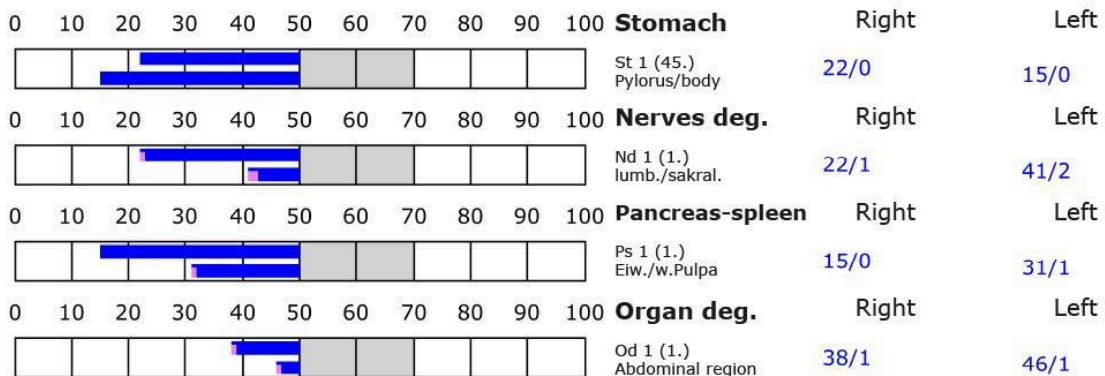 0 10 20 30 40 50 60 70 80 90 100 Stomach Right Left
St 1 (45.)
Pylorus/body
22/0 15/0
0 10 20 30 40 50 60 70 80 90 100 Nerves deg. Right Left
Nd 1 (1.)
lumb./sakral.
22/1 41/2
0 10 20 30 40 50 60 70 80 90 100 Pancreas-spleen Right Left
Ps 1 (1.)
Eiw./w.Pulpa
15/0 31/1
0 10 20 30 40 50 60 70 80 90 100 Organ deg. Right Left
Od 1 (1.)
Abdominal region
38/1 46/1